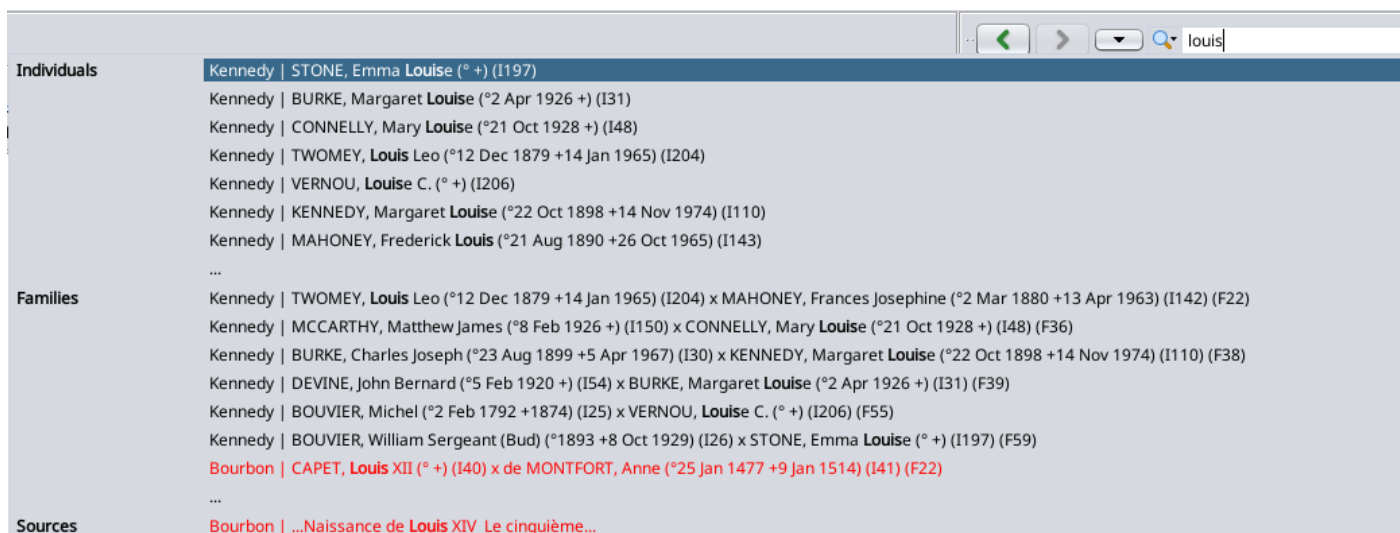 louis
Individuals Kennedy | STONE, Emma Louise (° +) (I197)
Kennedy | BURKE, Margaret Louise (°2 Apr 1926 +) (I31)
Kennedy | CONNELLY, Mary Louise (°21 Oct 1928 +) (I48)
Kennedy | TWOMEY, Louis Leo (°12 Dec 1879 +14 Jan 1965) (I204)
Kennedy | VERNOU, Louise C. (° +) (I206)
Kennedy | KENNEDY, Margaret Louise (°22 Oct 1898 +14 Nov 1974) (I110)
Kennedy | MAHONEY, Frederick Louis (°21 Aug 1890 +26 Oct 1965) (I143)
...
Families Kennedy | TWOMEY, Louis Leo (°12 Dec 1879 +14 Jan 1965) (I204) x MAHONEY, Frances Josephine (°2 Mar 1880 +13 Apr 1963) (I142) (F22)
Kennedy | MCCARTHY, Matthew James (°8 Feb 1926 +) (I150) x CONNELLY, Mary Louise (°21 Oct 1928 +) (I48) (F36)
Kennedy | BURKE, Charles Joseph (°23 Aug 1899 +5 Apr 1967) (I30) x KENNEDY, Margaret Louise (°22 Oct 1898 +14 Nov 1974) (I110) (F38)
Kennedy | DEVINE, John Bernard (°5 Feb 1920 +) (I54) x BURKE, Margaret Louise (°2 Apr 1926 +) (I31) (F39)
Kennedy | BOUVIER, Michel (°2 Feb 1792 +1874) (I25) x VERNOU, Louise C. (° +) (I206) (F55)
Kennedy | BOUVIER, William Sergeant (Bud) (°1893 +8 Oct 1929) (I26) x STONE, Emma Louise (° +) (I197) (F59)
Bourbon | CAPET, Louis XII (° +) (I40) x de MONTFORT, Anne (°25 Jan 1477 +9 Jan 1514) (I41) (F22)
...
Sources Bourbon | ...Naissance de Louis XIV Le cinquième...